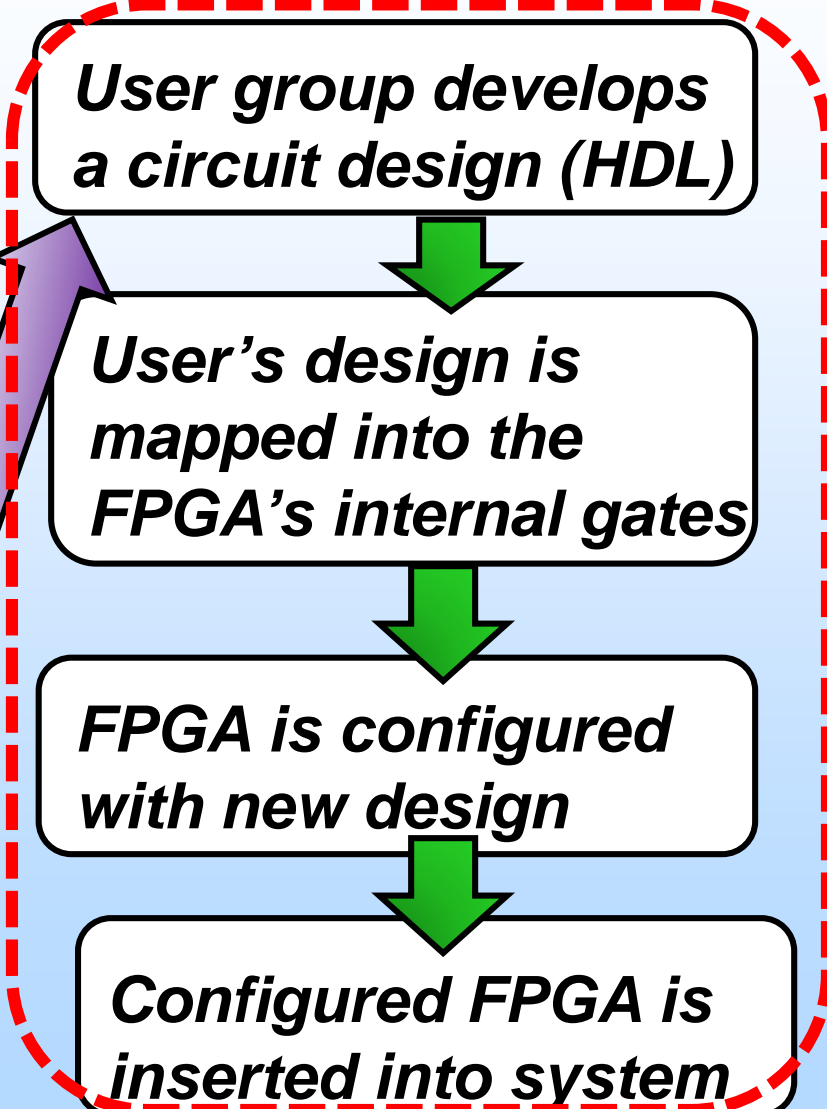 User group develops
a circuit design (HDL)
User’s design is
mapped into the
FPGA’s internal gates
FPGA is configured
with new design
Configured FPGA is
inserted into system